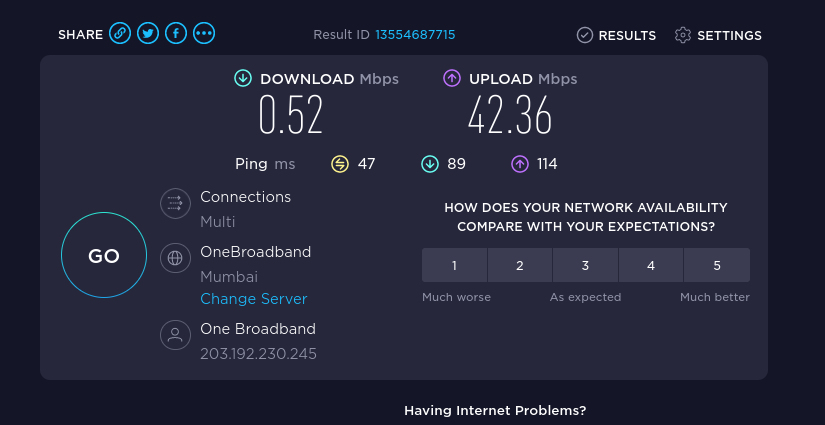 SHARE
Result ID 13554687715
RESULTS
SETTINGS
DOWNLOAD Mbps
0.52
UPLOAD Mbps
42.36
Ping ms
47
89
114
GO
Connections
Multi
OneBroadband
Mumbai
Change Server
One Broadband
203.192.230.245
HOW DOES YOUR NETWORK AVAILABILITY
COMPARE WITH YOUR EXPECTATIONS?
1 2 3 4 5
Much worse As expected Much better
Having Internet Problems?